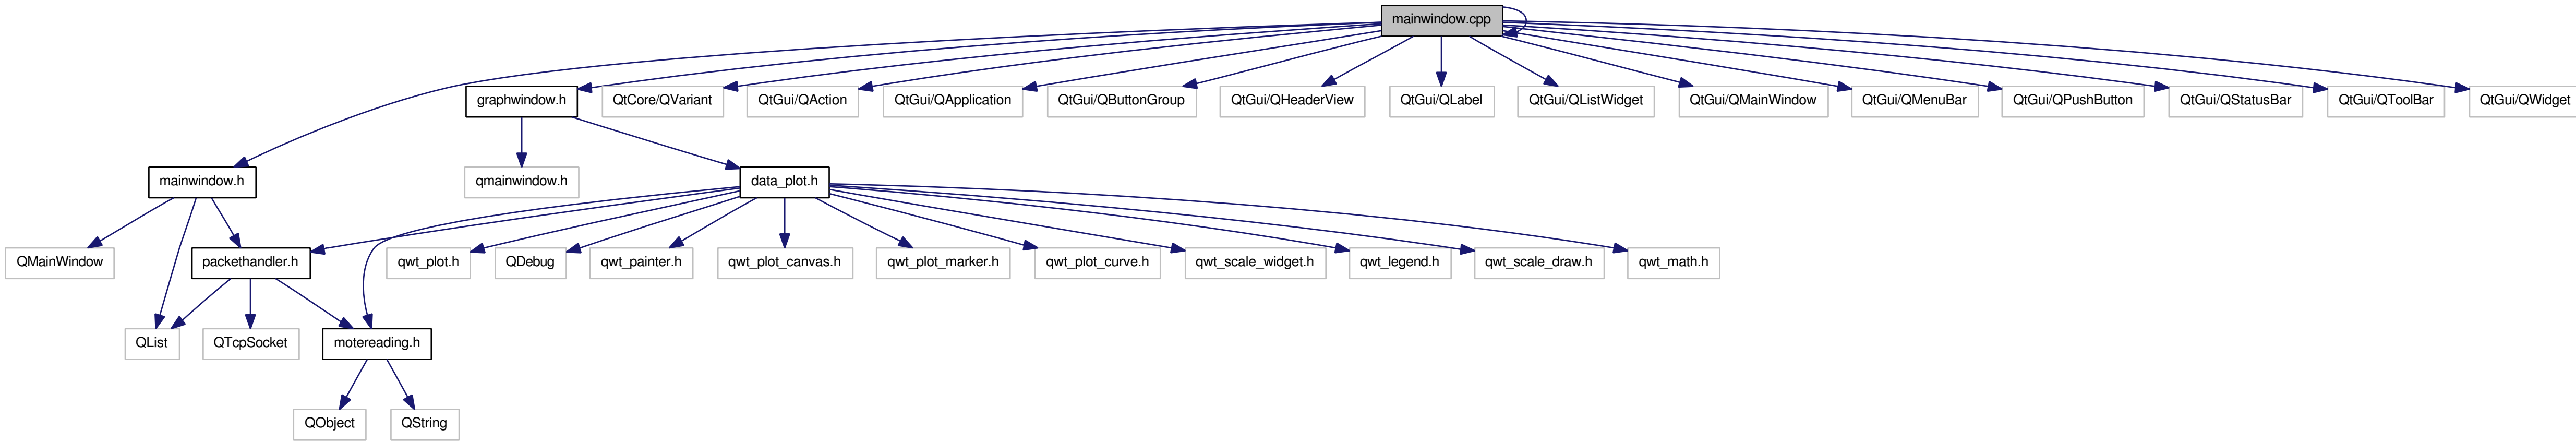 mainwindow.cpp
graphwindow.h
QtCore/QVariant
QtGui/QAction
QtGui/QApplication
QtGui/QButtonGroup
QtGui/QHeaderView
QtGui/QLabel
QtGui/QListWidget
QtGui/QMainWindow
QtGui/QMenuBar
QtGui/QPushButton
QtGui/QStatusBar
QtGui/QToolBar
QtGui/QWidget
mainwindow.h
qmainwindow.h
data_plot.h
QMainWindow
packethandler.h
qwt_plot.h
QDebug
qwt_painter.h
qwt_plot_canvas.h
qwt_plot_marker.h
qwt_plot_curve.h
qwt_scale_widget.h
qwt_legend.h
qwt_scale_draw.h
qwt_math.h
QList
QTcpSocket
motereading.h
QObject
QString